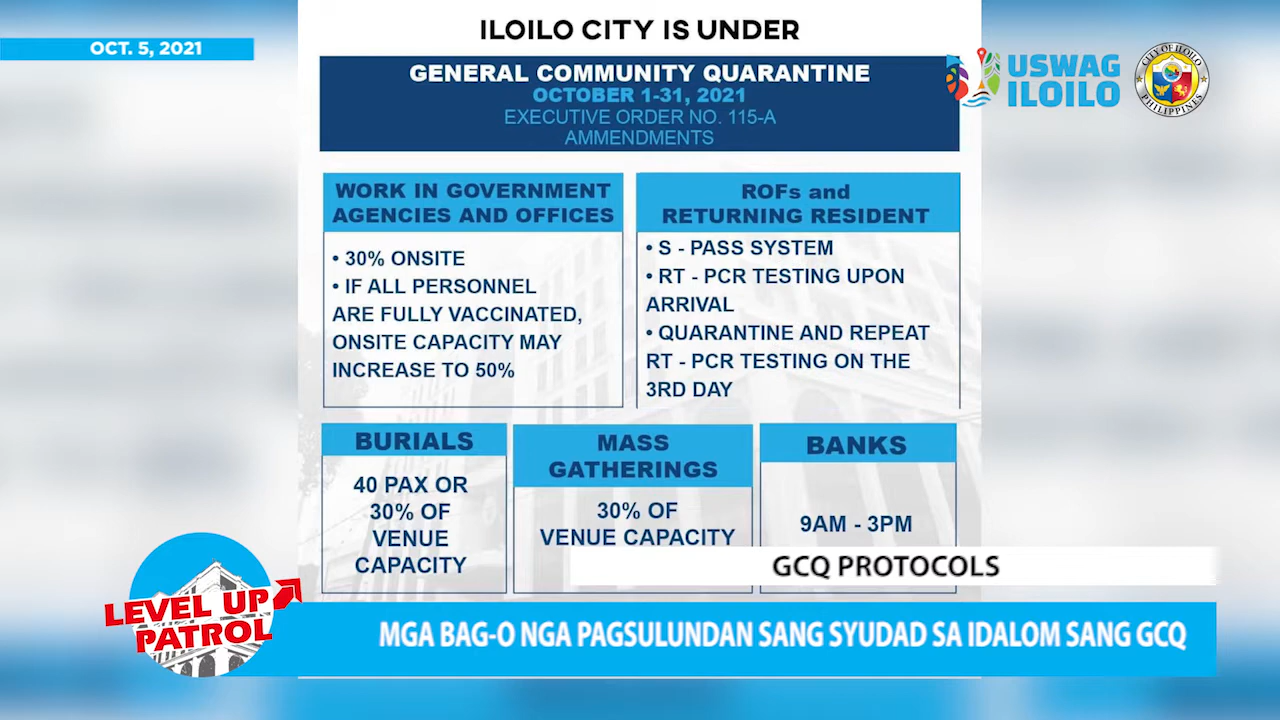 OCT. 5, 2021
ILOILO CITY IS UNDER
GENERAL COMMUNITY QUARANTINE
OCTOBER 1-31, 2021
EXECUTIVE ORDER NO. 115-A
AMMENDMENTS
USWAG
ILOILO
CITY OF ILOILO
PHILIPPINES
WORK IN GOVERNMENT
AGENCIES AND OFFICES
• 30% ONSITE
• IF ALL PERSONNEL
ARE FULLY VACCINATED,
ONSITE CAPACITY MAY
INCREASE TO 50%
ROFs and
RETURNING RESIDENT
• S - PASS SYSTEM
• RT - PCR TESTING UPON
ARRIVAL
• QUARANTINE AND REPEAT
RT - PCR TESTING ON THE
3RD DAY
BURIALS
40 PAX OR
30% OF
VENUE
CAPACITY
MASS
GATHERINGS
30% OF
VENUE CAPACITY
BANKS
9AM - 3PM
GCQ PROTOCOLS
LEVEL UP
PATROL
MGA BAG-O NGA PAGSULUNDAN SANG SYUDAD SA IDALOM SANG GCQ